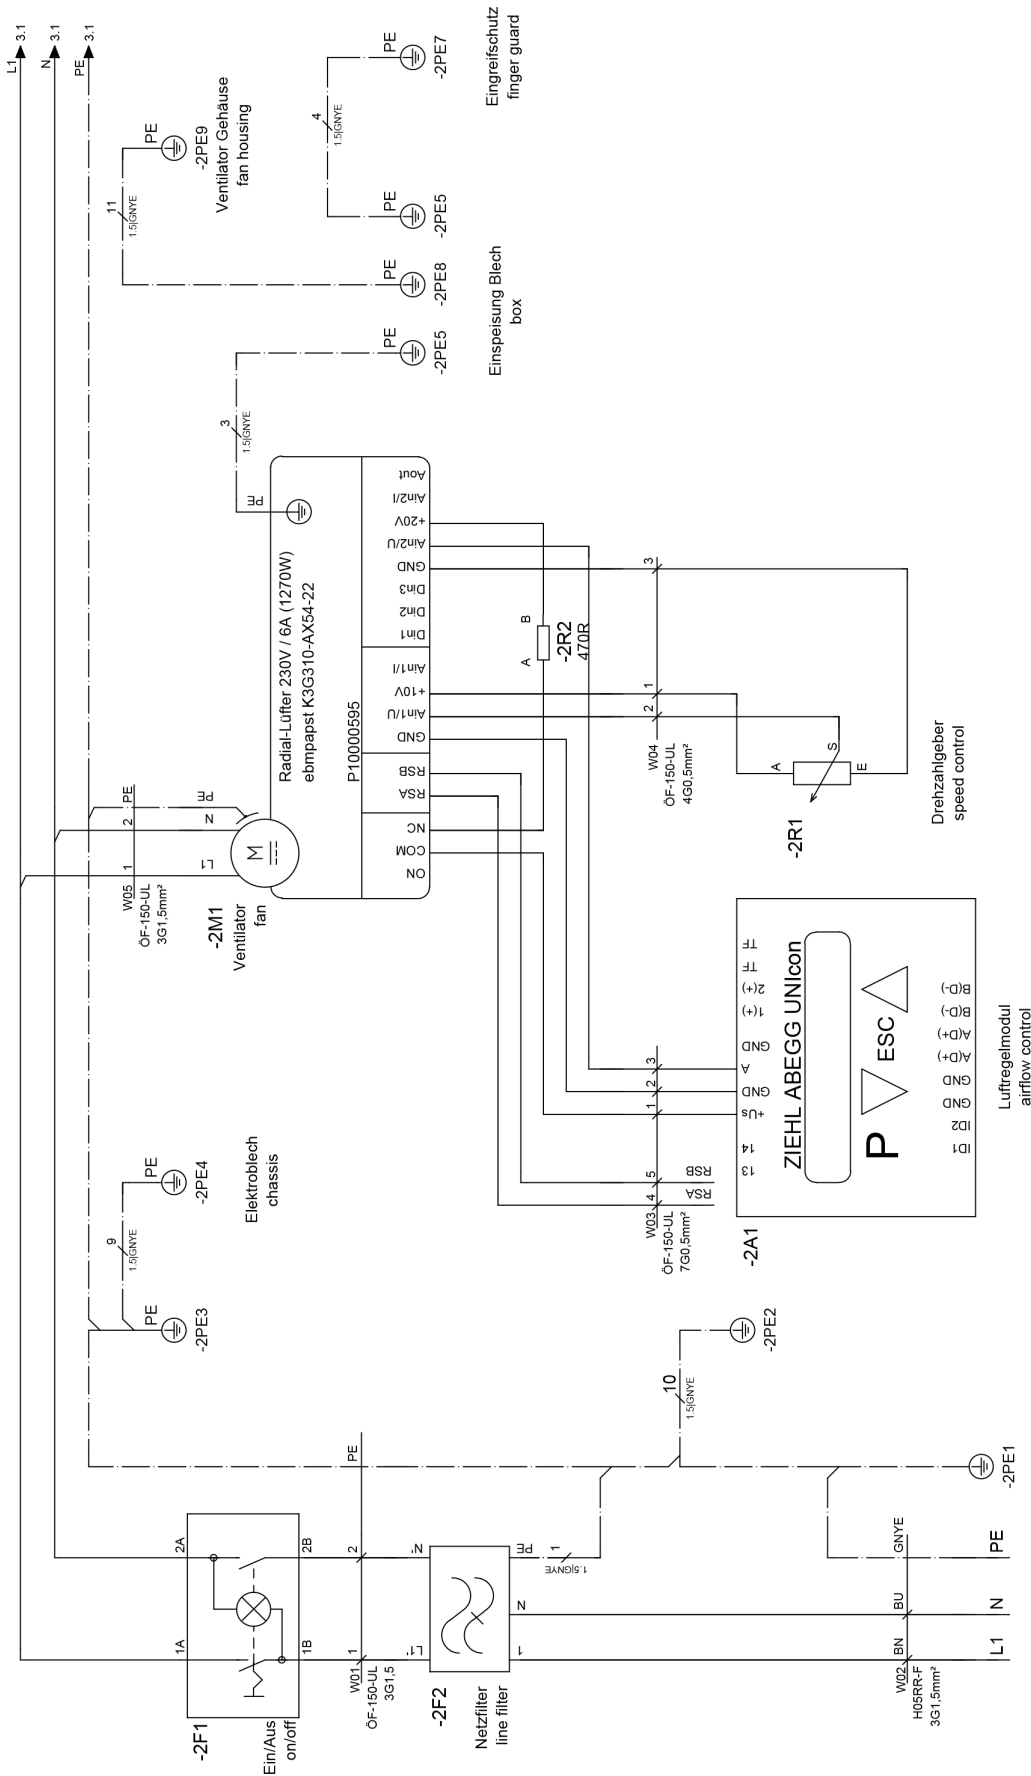 L1
3.1
N
3.1
PE
3.1
-2F1
Ein/Aus
on/off
1A
2A
1B
2B
W01
ÖF-150-UL
3G1,5
1
2
PE
-2F2
Netzfilter
line filter
L1'
N'
1
N
PE
1
1.5|GNYE
W02
H05RR-F
3G1,5mm²
BN
BU
GNYE
L1
N
PE
-2PE1
10
1.5|GNYE
-2PE2
PE
-2PE3
9
1.5|GNYE
PE
-2PE4
Elektroblech
chassis
W05
ÖF-150-UL
3G1,5mm²
1
2
PE
L1
N
PE
-2M1
Ventilator
fan
M
Radial-Lüfter 230V / 6A (1270W)
ebmpapst K3G310-AX54-22
P10000595
PE
ON
COM
NC
RSA
RSB
GND
Ain1/U
+10V
Ain1/I
Din1
Din2
Din3
GND
Ain2/U
+20V
Ain2/I
Aout
3
1.5|GNYE
PE
-2PE5
Einspeisung Blech
box
11
1.5|GNYE
PE
-2PE8
PE
-2PE9
Ventilator Gehäuse
fan housing
4
1.5|GNYE
PE
-2PE5
PE
-2PE7
Eingreifschutz
finger guard
A
B
-2R2
470R
W04
ÖF-150-UL
4G0,5mm²
2
1
3
-2R1
A
S
E
Drehzahlgeber
speed control
W03
ÖF-150-UL
7G0,5mm²
4
5
1
2
3
RSA
RSB
-2A1
13
14
+Us
GND
A
GND
1(+)
2(+)
TF
TF
ZIEHL ABEGG UNIcon
P
ESC
ID1
ID2
GND
GND
A(D+)
A(D+)
B(D-)
B(D-)
Luftregelmodul
airflow control